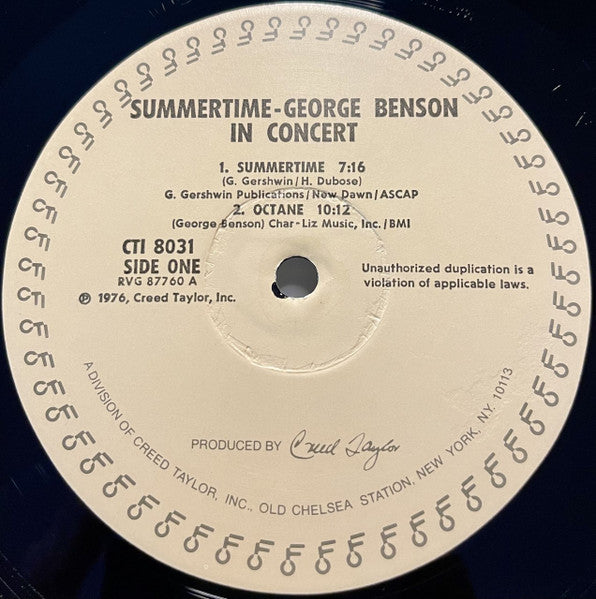 SUMMERTIME-GEORGE BENSON
IN CONCERT
1. SUMMERTIME 7:16
(G. Gershwin/H. Dubose)
G. Gershwin Publications/New Dawn/ASCAP
2. OCTANE 10:12
(George Benson) Char-Liz Music, Inc./BMI
CTI 8031
SIDE ONE
RVG 87760 A
℗ 1976, Creed Taylor, Inc.
Unauthorized duplication is a
violation of applicable laws.
PRODUCED BY Creed Taylor
A DIVISION OF CREED TAYLOR, INC., OLD CHELSEA STATION, NEW YORK, N.Y. 10113